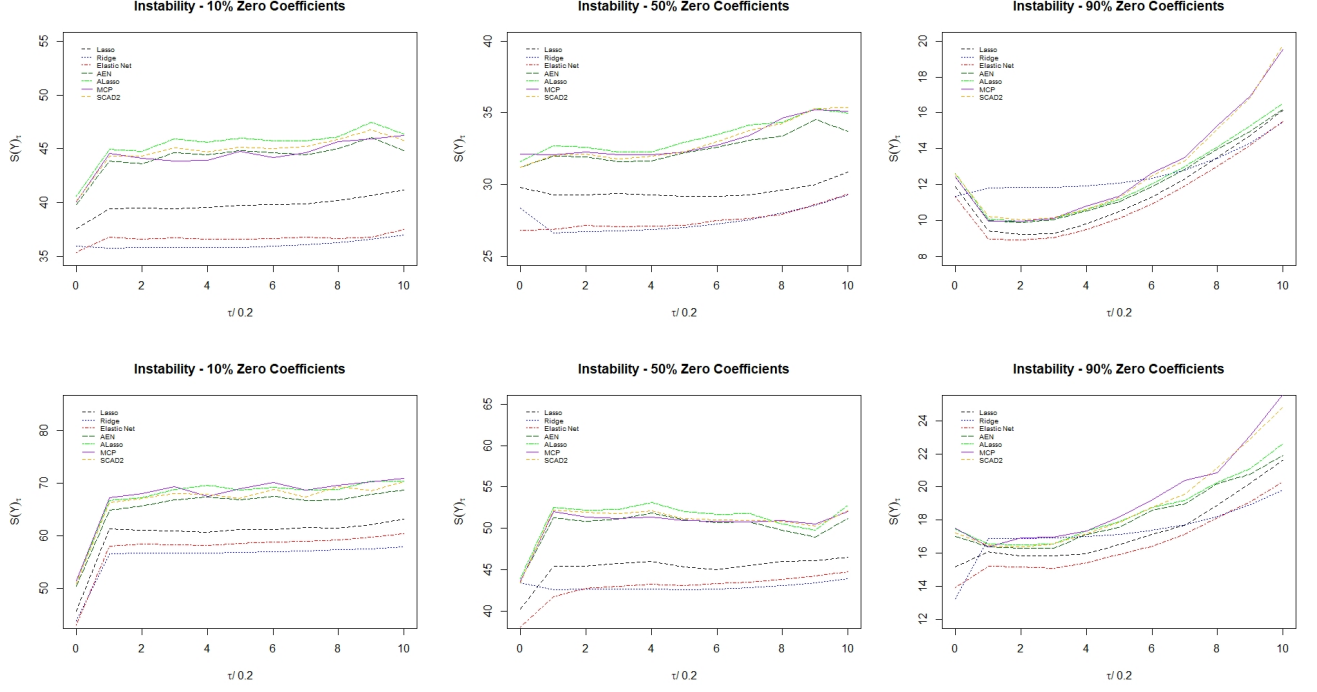 Instability - 10% Zero Coefficients
S(Y)τ
55
50
45
40
35
Lasso
Ridge
Elastic Net
AEN
ALasso
MCP
SCAD2
0 2 4 6 8 10
τ/ 0.2
Instability - 50% Zero Coefficients
S(Y)τ
40
35
30
25
Lasso
Ridge
Elastic Net
AEN
ALasso
MCP
SCAD2
0 2 4 6 8 10
τ/ 0.2
Instability - 90% Zero Coefficients
S(Y)τ
20
18
16
14
12
10
8
Lasso
Ridge
Elastic Net
AEN
ALasso
MCP
SCAD2
0 2 4 6 8 10
τ/ 0.2
Instability - 10% Zero Coefficients
S(Y)τ
80
70
60
50
Lasso
Ridge
Elastic Net
AEN
ALasso
MCP
SCAD2
0 2 4 6 8 10
τ/ 0.2
Instability - 50% Zero Coefficients
S(Y)τ
65
60
55
50
45
40
Lasso
Ridge
Elastic Net
AEN
ALasso
MCP
SCAD2
0 2 4 6 8 10
τ/ 0.2
Instability - 90% Zero Coefficients
S(Y)τ
24
22
20
18
16
14
12
Lasso
Ridge
Elastic Net
AEN
ALasso
MCP
SCAD2
0 2 4 6 8 10
τ/ 0.2